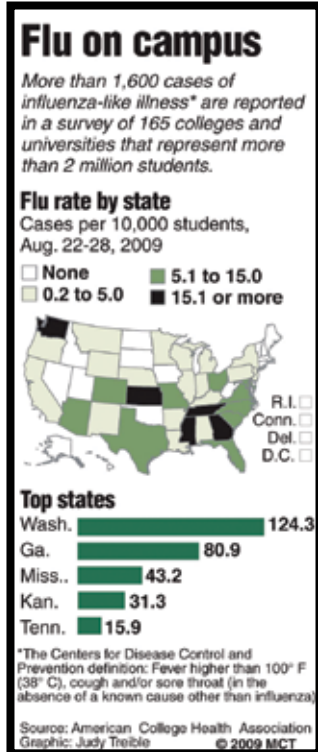 Flu on campus
More than 1,600 cases of
influenza-like illness* are reported
in a survey of 165 colleges and
universities that represent more
than 2 million students.
Flu rate by state
Cases per 10,000 students,
Aug. 22-28, 2009
None
5.1 to 15.0
0.2 to 5.0
15.1 or more
R.I.
Conn.
Del.
D.C.
Top states
Wash. 124.3
Ga. 80.9
Miss.. 43.2
Kan. 31.3
Tenn. 15.9
*The Centers for Disease Control and
Prevention definition: Fever higher than 100° F
(38° C), cough and/or sore throat (in the
absence of a known cause other than influenza)
Source: American College Health Association
Graphic: Judy Treible © 2009 MCT